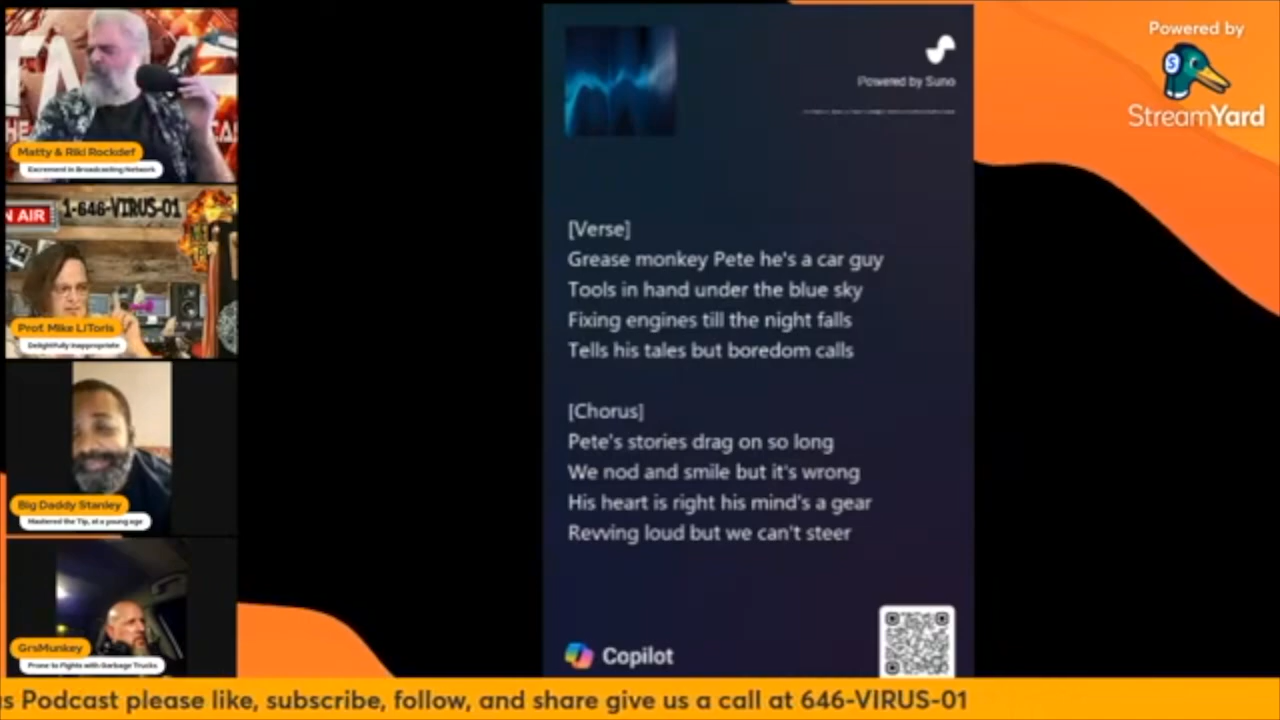 Matty & Riki Rockdef
Excrement in Broadcasting Network
N AIR
1-646-VIRUS-01
Prof. Mike LiToris
Delightfully Inappropriate
Big Daddy Stanley
Mastered the Tip, at a young age
GrsMunkey
Prone to Fights with Garbage Trucks
Powered by Suno
[Verse]
Grease monkey Pete he's a car guy
Tools in hand under the blue sky
Fixing engines till the night falls
Tells his tales but boredom calls
[Chorus]
Pete's stories drag on so long
We nod and smile but it's wrong
His heart is right his mind's a gear
Revving loud but we can't steer
Copilot
Powered by
StreamYard
s Podcast please like, subscribe, follow, and share give us a call at 646-VIRUS-01